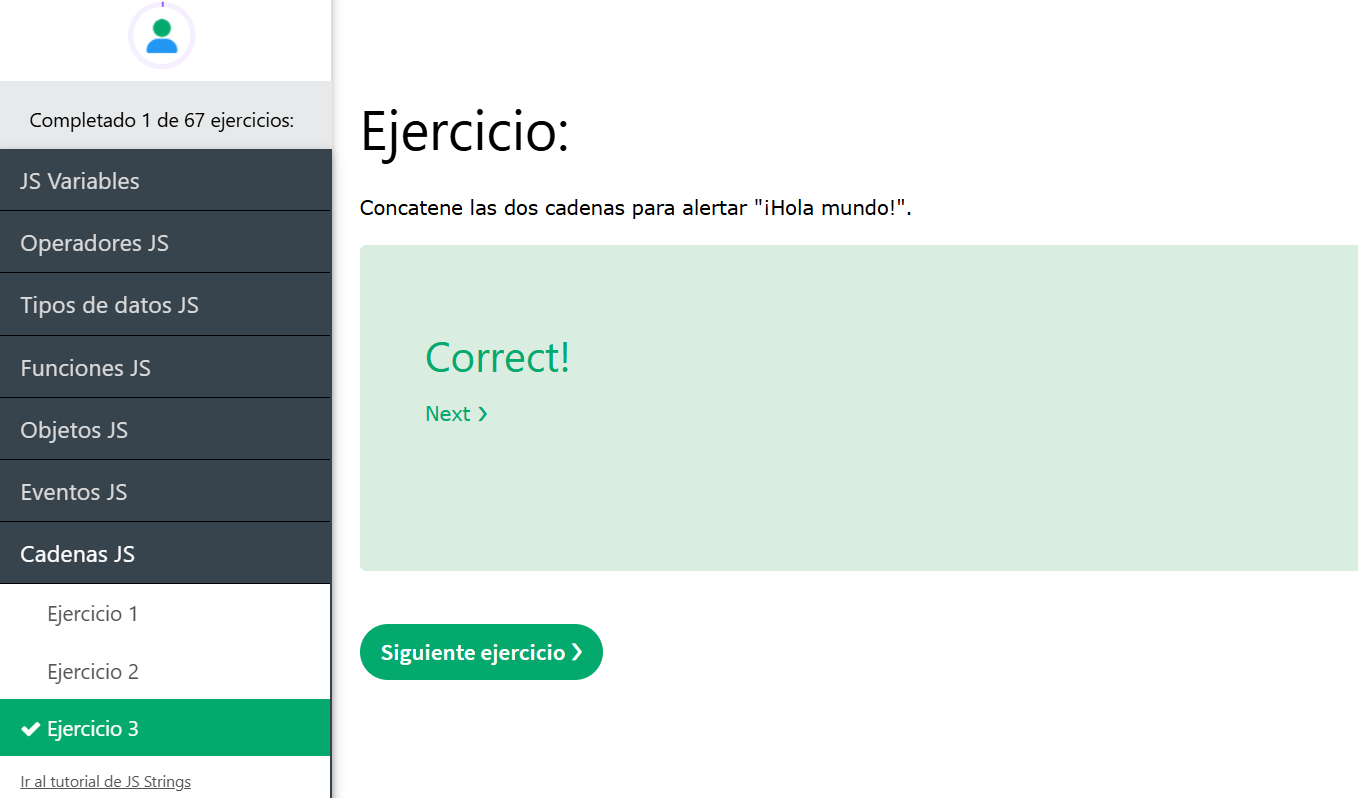 Completado 1 de 67 ejercicios:
JS Variables
Operadores JS
Tipos de datos JS
Funciones JS
Objetos JS
Eventos JS
Cadenas JS
Ejercicio 1
Ejercicio 2
Ejercicio 3
Ir al tutorial de JS Strings
Ejercicio:
Concatene las dos cadenas para alertar "¡Hola mundo!".
Correct!
Next ❯
Siguiente ejercicio ❯